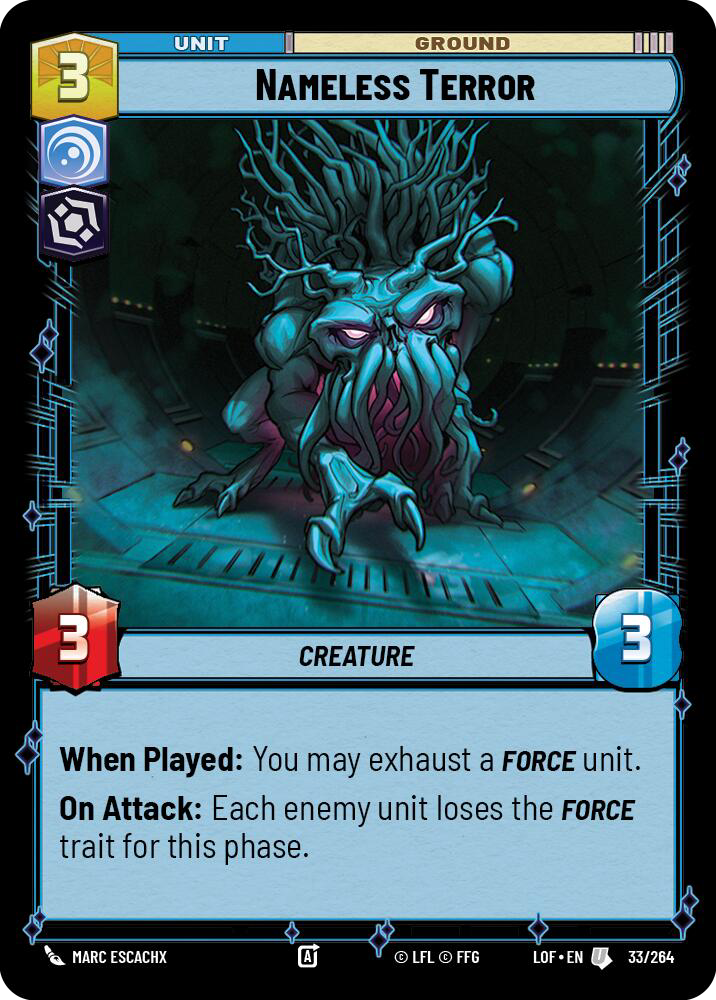 UNIT
GROUND
3
NAMELESS TERROR
3
3
CREATURE
When Played: You may exhaust a FORCE unit.
On Attack: Each enemy unit loses the FORCE
trait for this phase.
MARC ESCACHX
A
© LFL © FFG
LOF • EN
U
33/264